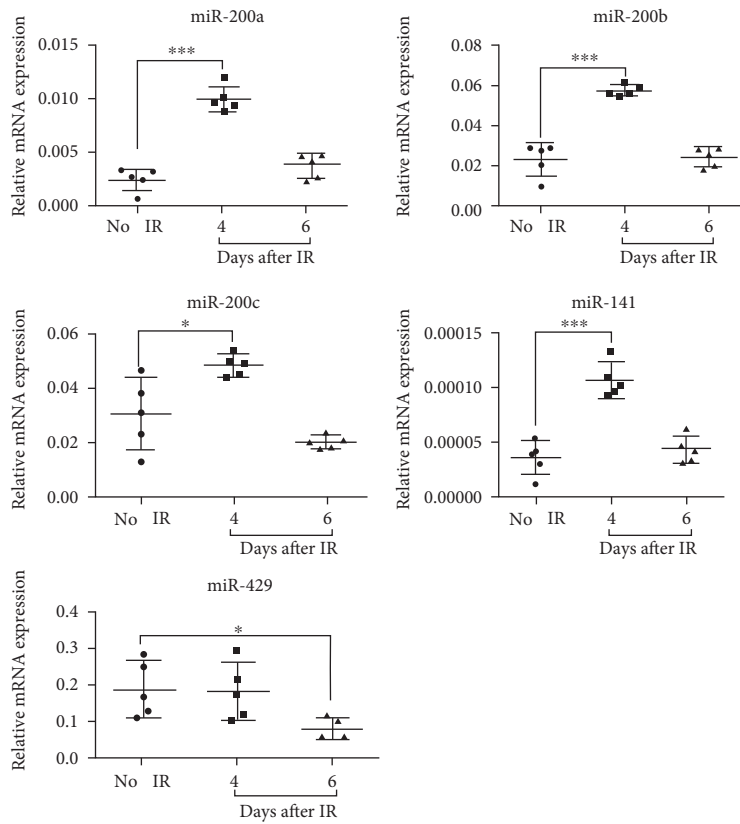 miR-200a
Relative mRNA expression
0.015
0.010
0.005
0.000
***
No IR
4
6
Days after IR
miR-200b
Relative mRNA expression
0.08
0.06
0.04
0.02
0.00
***
No IR
4
6
Days after IR
miR-200c
Relative mRNA expression
0.06
0.04
0.02
0.00
*
No IR
4
6
Days after IR
miR-141
Relative mRNA expression
0.00015
0.00010
0.00005
0.00000
***
No IR
4
6
Days after IR
miR-429
Relative mRNA expression
0.4
0.3
0.2
0.1
0.0
*
No IR
4
6
Days after IR